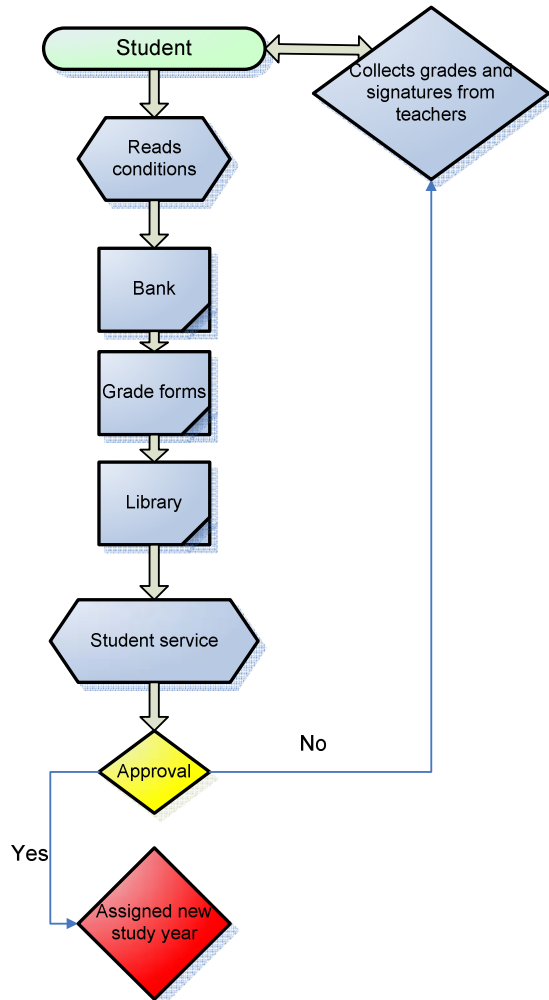 Student
Collects grades and
signatures from
teachers
Reads
conditions
Bank
Grade forms
Library
Student service
No
Approval
Yes
Assigned new
study year